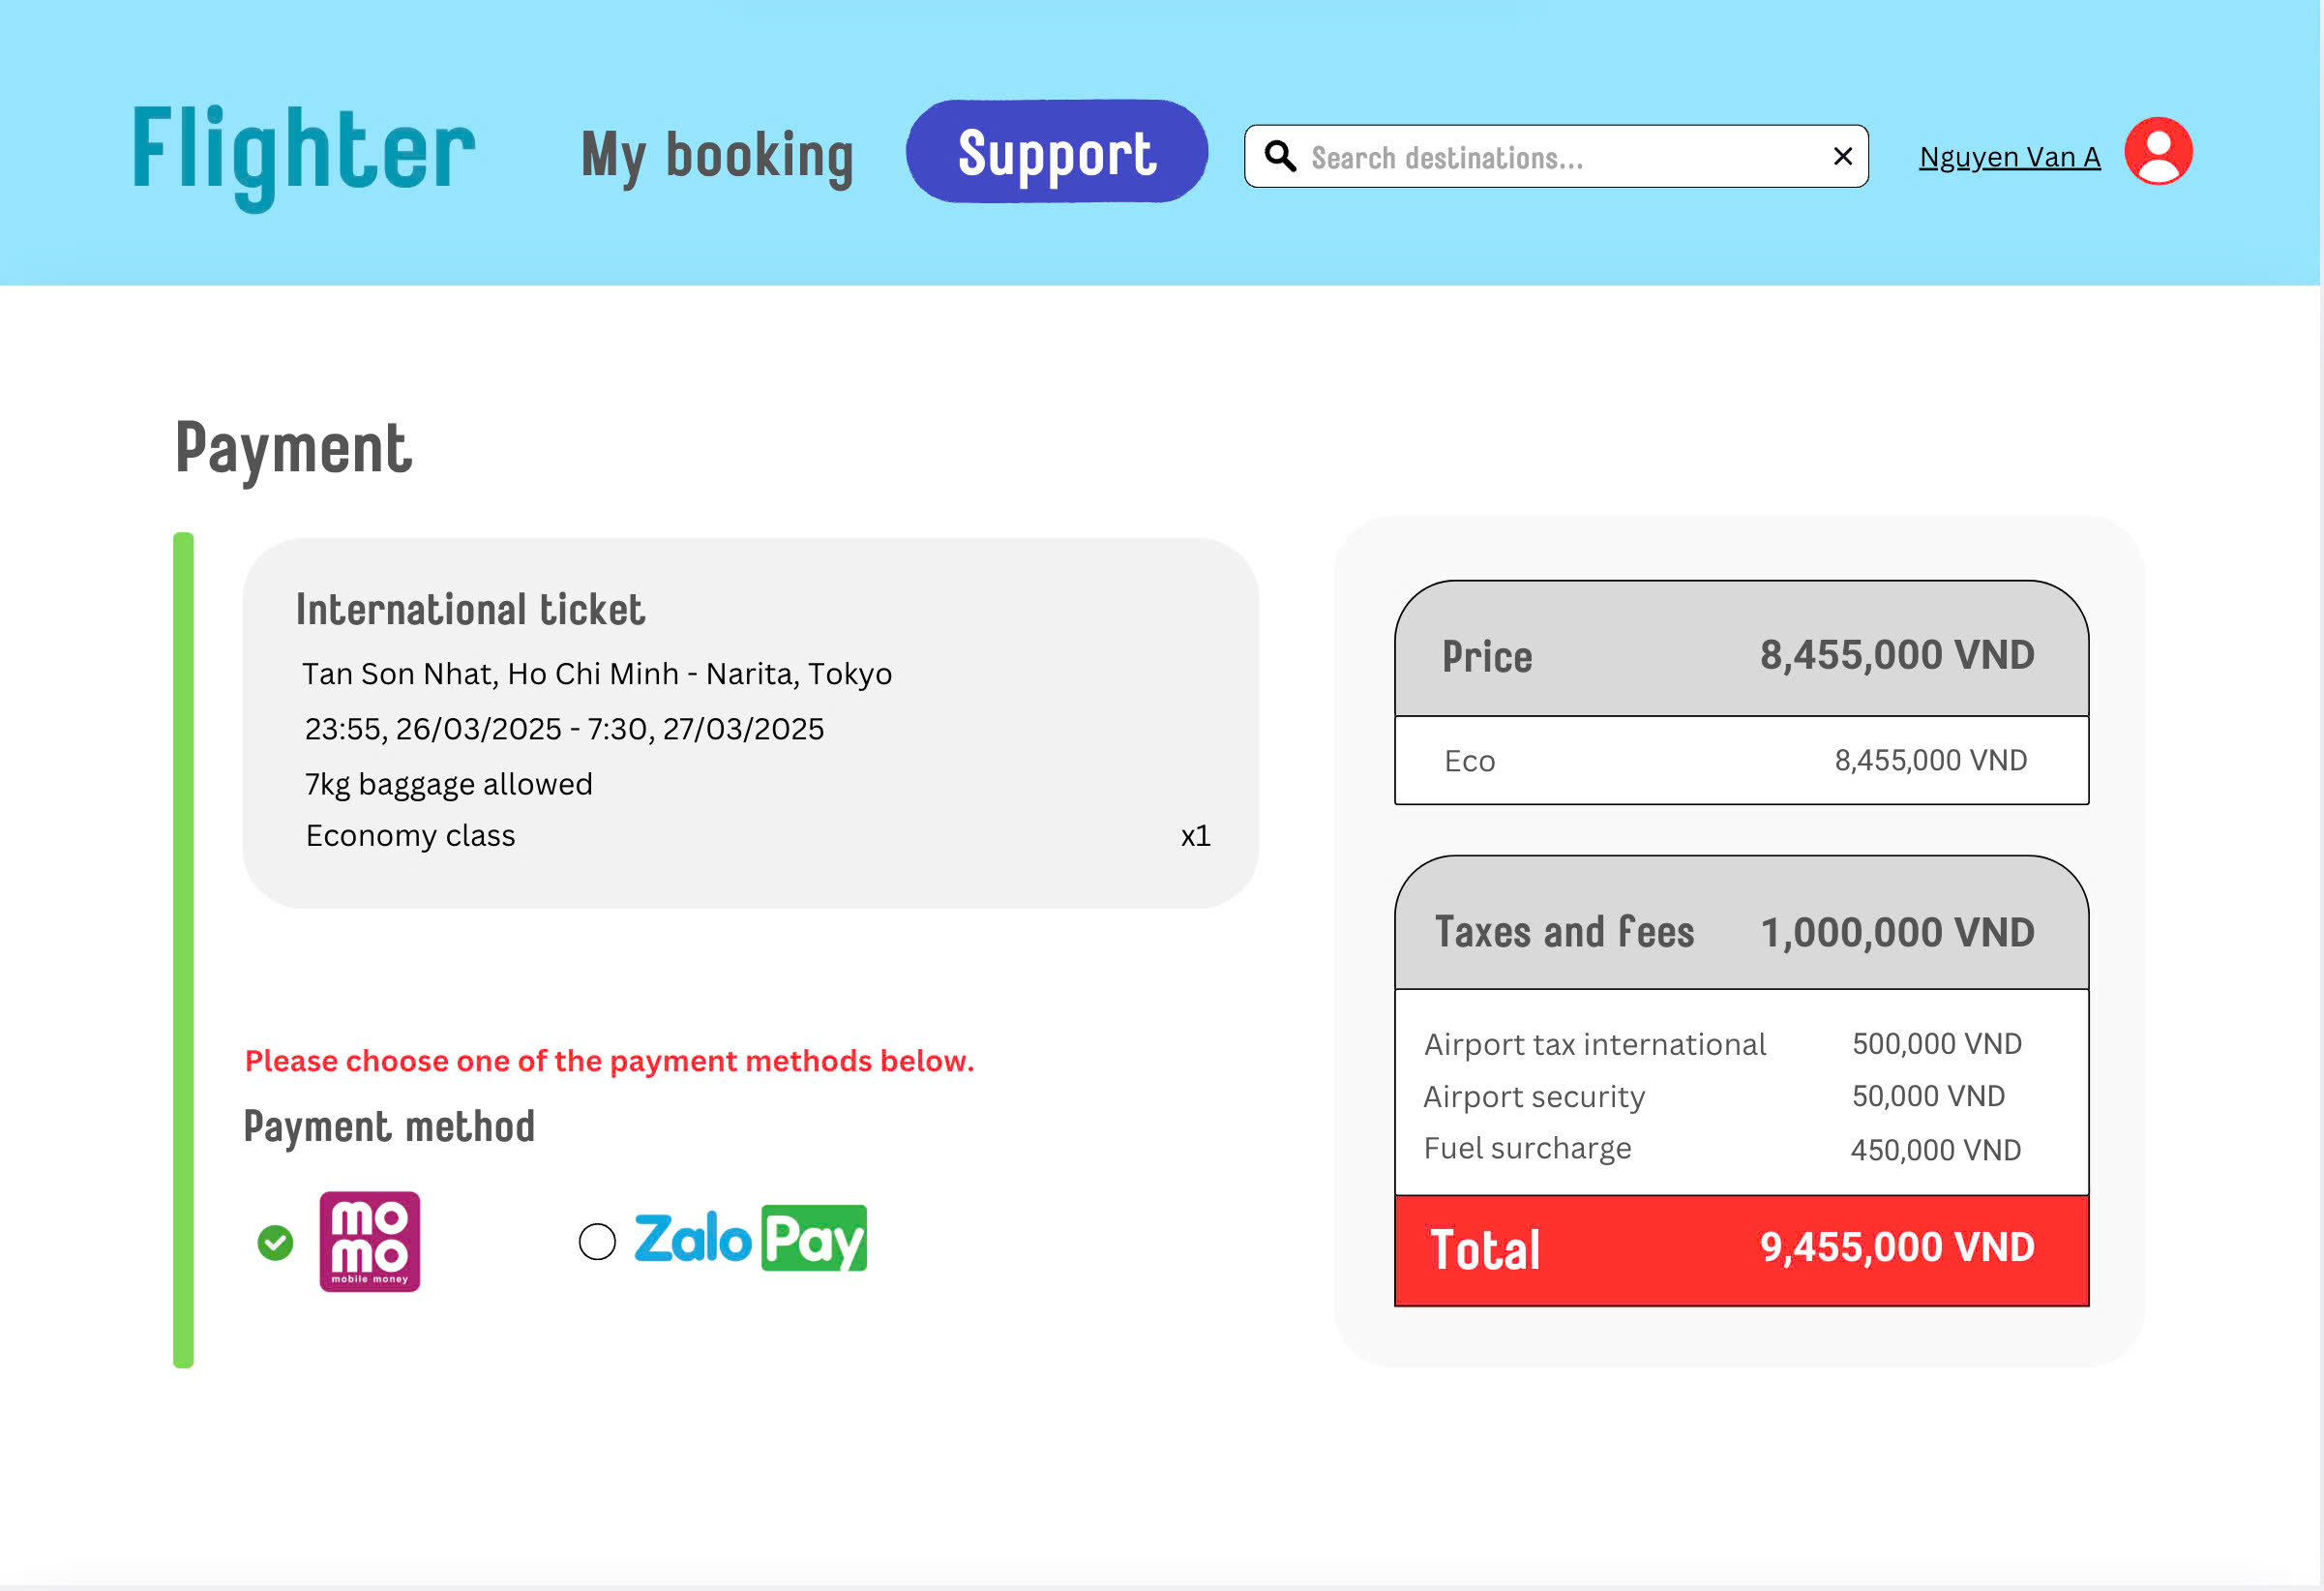 Flighter
My booking
Support
Search destinations...
Nguyen Van A
Payment
International ticket
Tan Son Nhat, Ho Chi Minh - Narita, Tokyo
23:55, 26/03/2025 - 7:30, 27/03/2025
7kg baggage allowed
Economy class x1
Please choose one of the payment methods below.
Payment method
mo
mo
mobile money
Zalo Pay
Price 8,455,000 VND
Eco 8,455,000 VND
Taxes and fees 1,000,000 VND
Airport tax international 500,000 VND
Airport security 50,000 VND
Fuel surcharge 450,000 VND
Total 9,455,000 VND